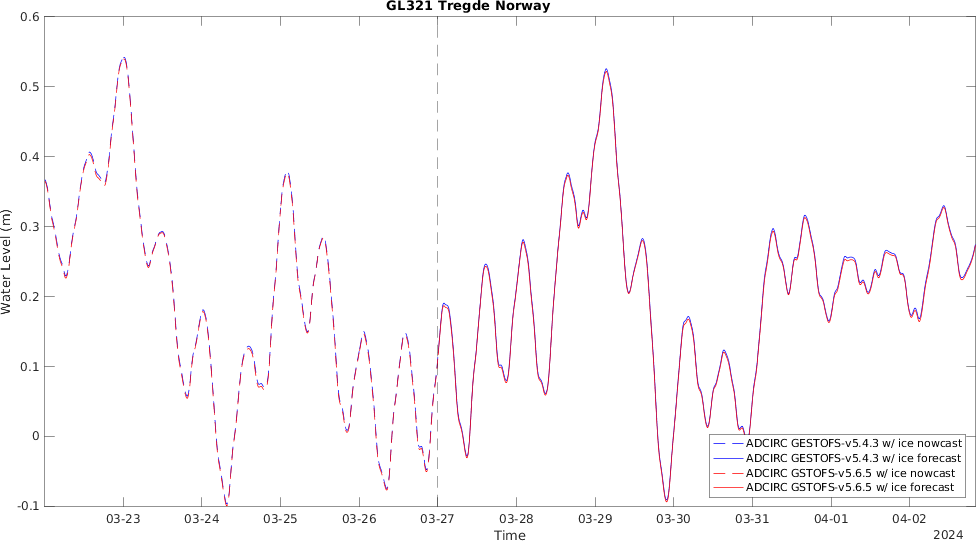 GL321 Tregde Norway
0.6
0.5
0.4
0.3
0.2
0.1
0
-0.1
Water Level (m)
03-23 03-24 03-25 03-26 03-27 03-28 03-29 03-30 03-31 04-01 04-02
Time
2024
ADCIRC GESTOFS-v5.4.3 w/ ice nowcast
ADCIRC GESTOFS-v5.4.3 w/ ice forecast
ADCIRC GSTOFS-v5.6.5 w/ ice nowcast
ADCIRC GSTOFS-v5.6.5 w/ ice forecast